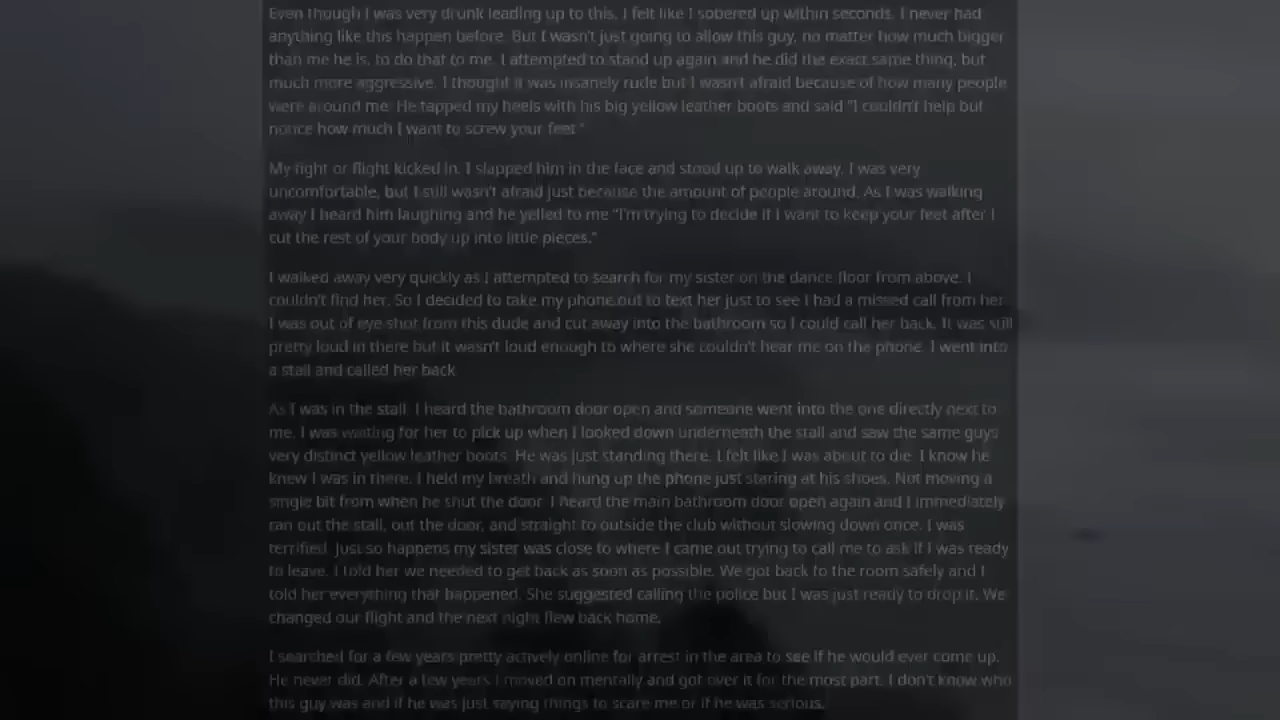 Even though I was very drunk leading up to this, I felt like I sobered up within seconds. I never had
anything like this happen before. But I wasn't just going to allow this guy, no matter how much bigger
than me he is, to do that to me. I attempted to stand up again and he did the exact same thing, but
much more aggressive. I thought it was insanely rude but I wasn't afraid because of how many people
were around me. He tapped my heels with his big yellow leather boots and said "I couldn't help but
notice how much I want to screw your feet."
My fight or flight kicked in. I slapped him in the face and stood up to walk away. I was very
uncomfortable, but I still wasn't afraid just because the amount of people around. As I was walking
away I heard him laughing and he yelled to me "I'm trying to decide if I want to keep your feet after I
cut the rest of your body up into little pieces."
I walked away very quickly as I attempted to search for my sister on the dance floor from above. I
couldn't find her. So I decided to take my phone out to text her just to see I had a missed call from her.
I was out of eye shot from this dude and cut away into the bathroom so I could call her back. It was still
pretty loud in there but it wasn't loud enough to where she couldn't hear me on the phone. I went into
a stall and called her back.
As I was in the stall, I heard the bathroom door open and someone went into the one directly next to
me. I was waiting for her to pick up when I looked down underneath the stall and saw the same guys
very distinct yellow leather boots. He was just standing there. I felt like I was about to die. I know he
knew I was in there. I held my breath and hung up the phone just staring at his shoes. Not moving a
single bit from when he shut the door. I heard the main bathroom door open again and I immediately
ran out the stall, out the door, and straight to outside the club without slowing down once. I was
terrified. Just so happens my sister was close to where I came out trying to call me to ask if I was ready
to leave. I told her we needed to get back as soon as possible. We got back to the room safely and I
told her everything that happened. She suggested calling the police but I was just ready to drop it. We
changed our flight and the next night flew back home.
I searched for a few years pretty actively online for arrest in the area to see if he would ever come up.
He never did. After a few years I moved on mentally and got over it for the most part. I don't know who
this guy was and if he was just saying things to scare me or if he was serious.